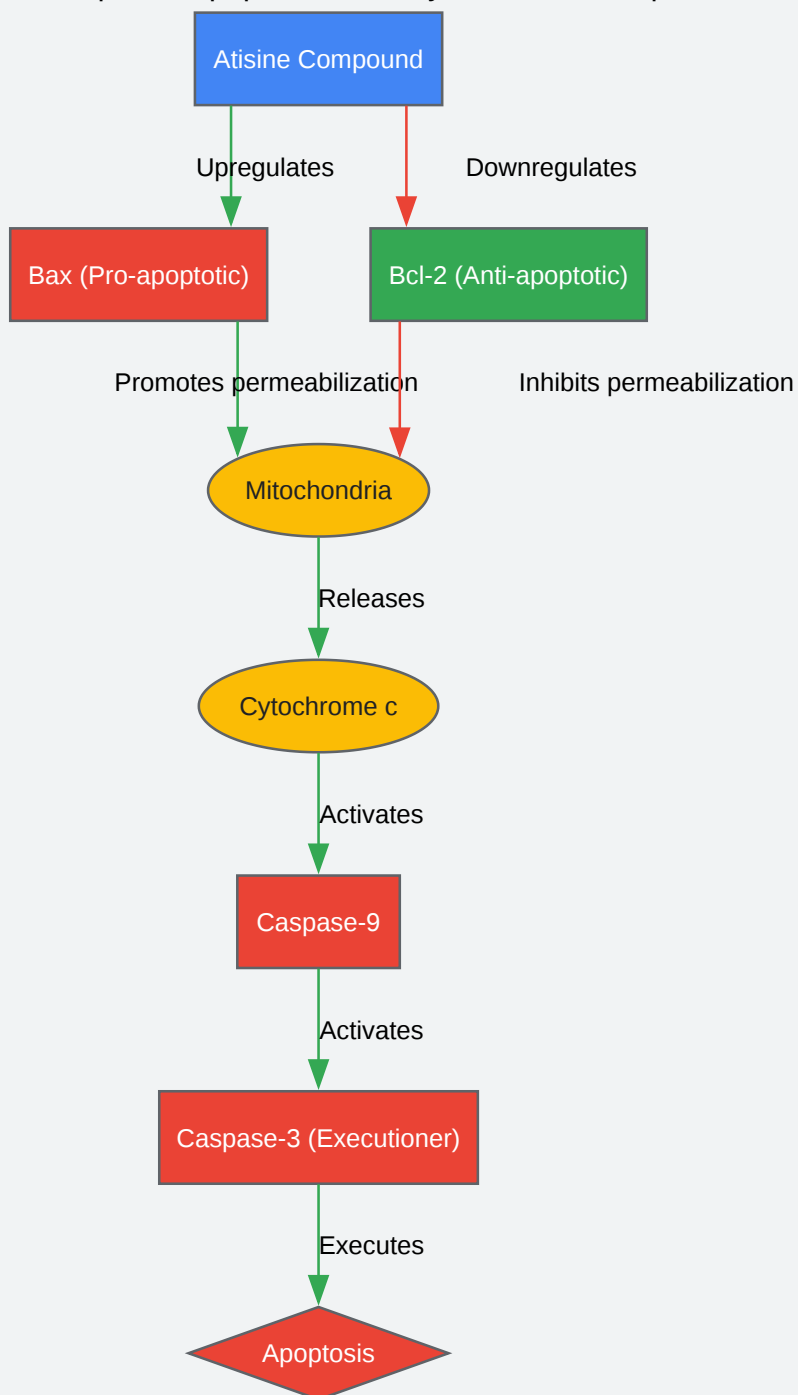 Atisine Compound
Upregulates
Downregulates
Bax (Pro-apoptotic)
Bcl-2 (Anti-apoptotic)
Promotes permeabilization
Inhibits permeabilization
Mitochondria
Releases
Cytochrome c
Activates
Caspase-9
Activates
Caspase-3 (Executioner)
Executes
Apoptosis